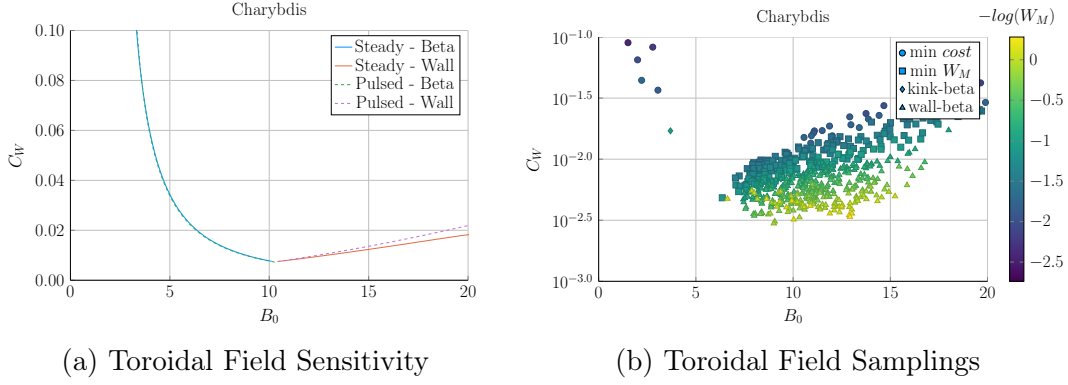 Charybdis
0.10
0.08
0.06
0.04
0.02
0.00
0
5
10
15
20
C_W
B_0
Steady - Beta
Steady - Wall
Pulsed - Beta
Pulsed - Wall
(a) Toroidal Field Sensitivity
Charybdis
10^{-1.0}
10^{-1.5}
10^{-2.0}
10^{-2.5}
10^{-3.0}
0
5
10
15
20
C_W
B_0
min cost
min W_M
kink-beta
wall-beta
-log(W_M)
0
-0.5
-1
-1.5
-2
-2.5
(b) Toroidal Field Samplings